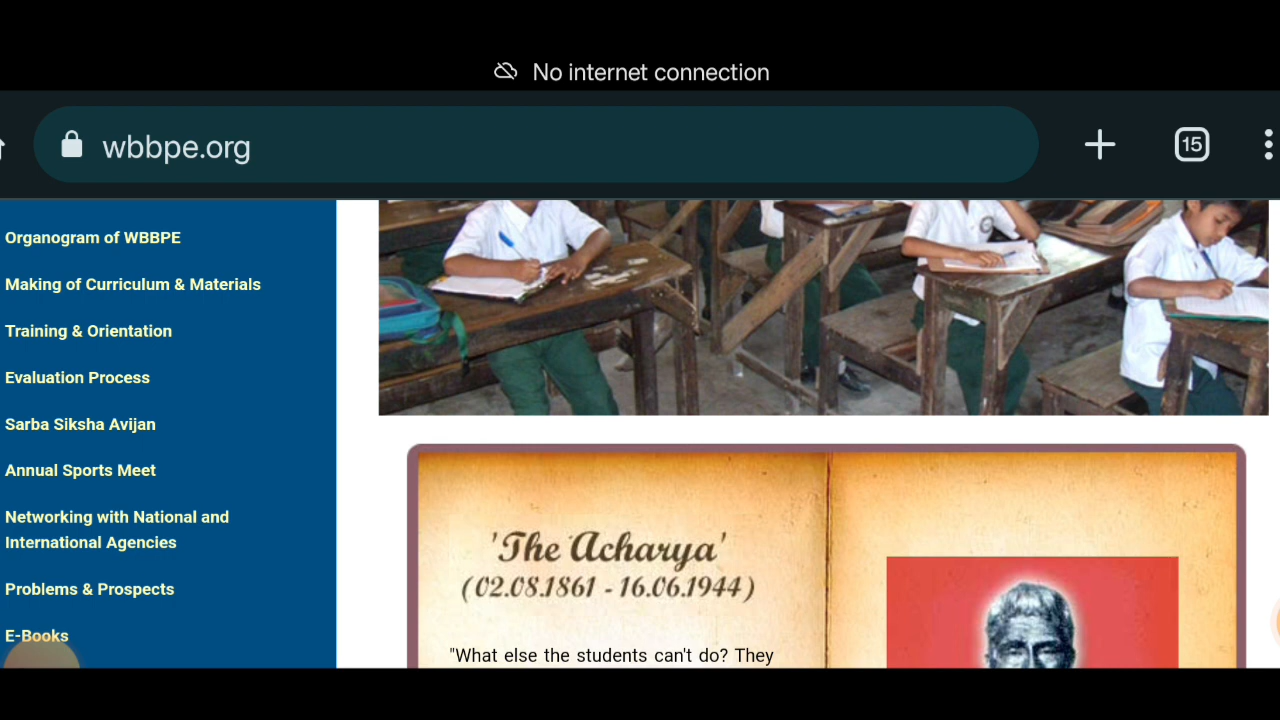 No internet connection
wbbpe.org
15
Organogram of WBBPE
Making of Curriculum & Materials
Training & Orientation
Evaluation Process
Sarba Siksha Avijan
Annual Sports Meet
Networking with National and
International Agencies
Problems & Prospects
E-Books
'The Acharya'
(02.08.1861 - 16.06.1944)
"What else the students can't do? They